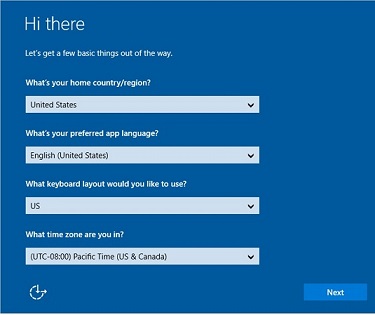 Hi there
Let's get a few basic things out of the way.
What's your home country/region?
United States
What's your preferred app language?
English (United States)
What keyboard layout would you like to use?
US
What time zone are you in?
(UTC-08:00) Pacific Time (US & Canada)
Next